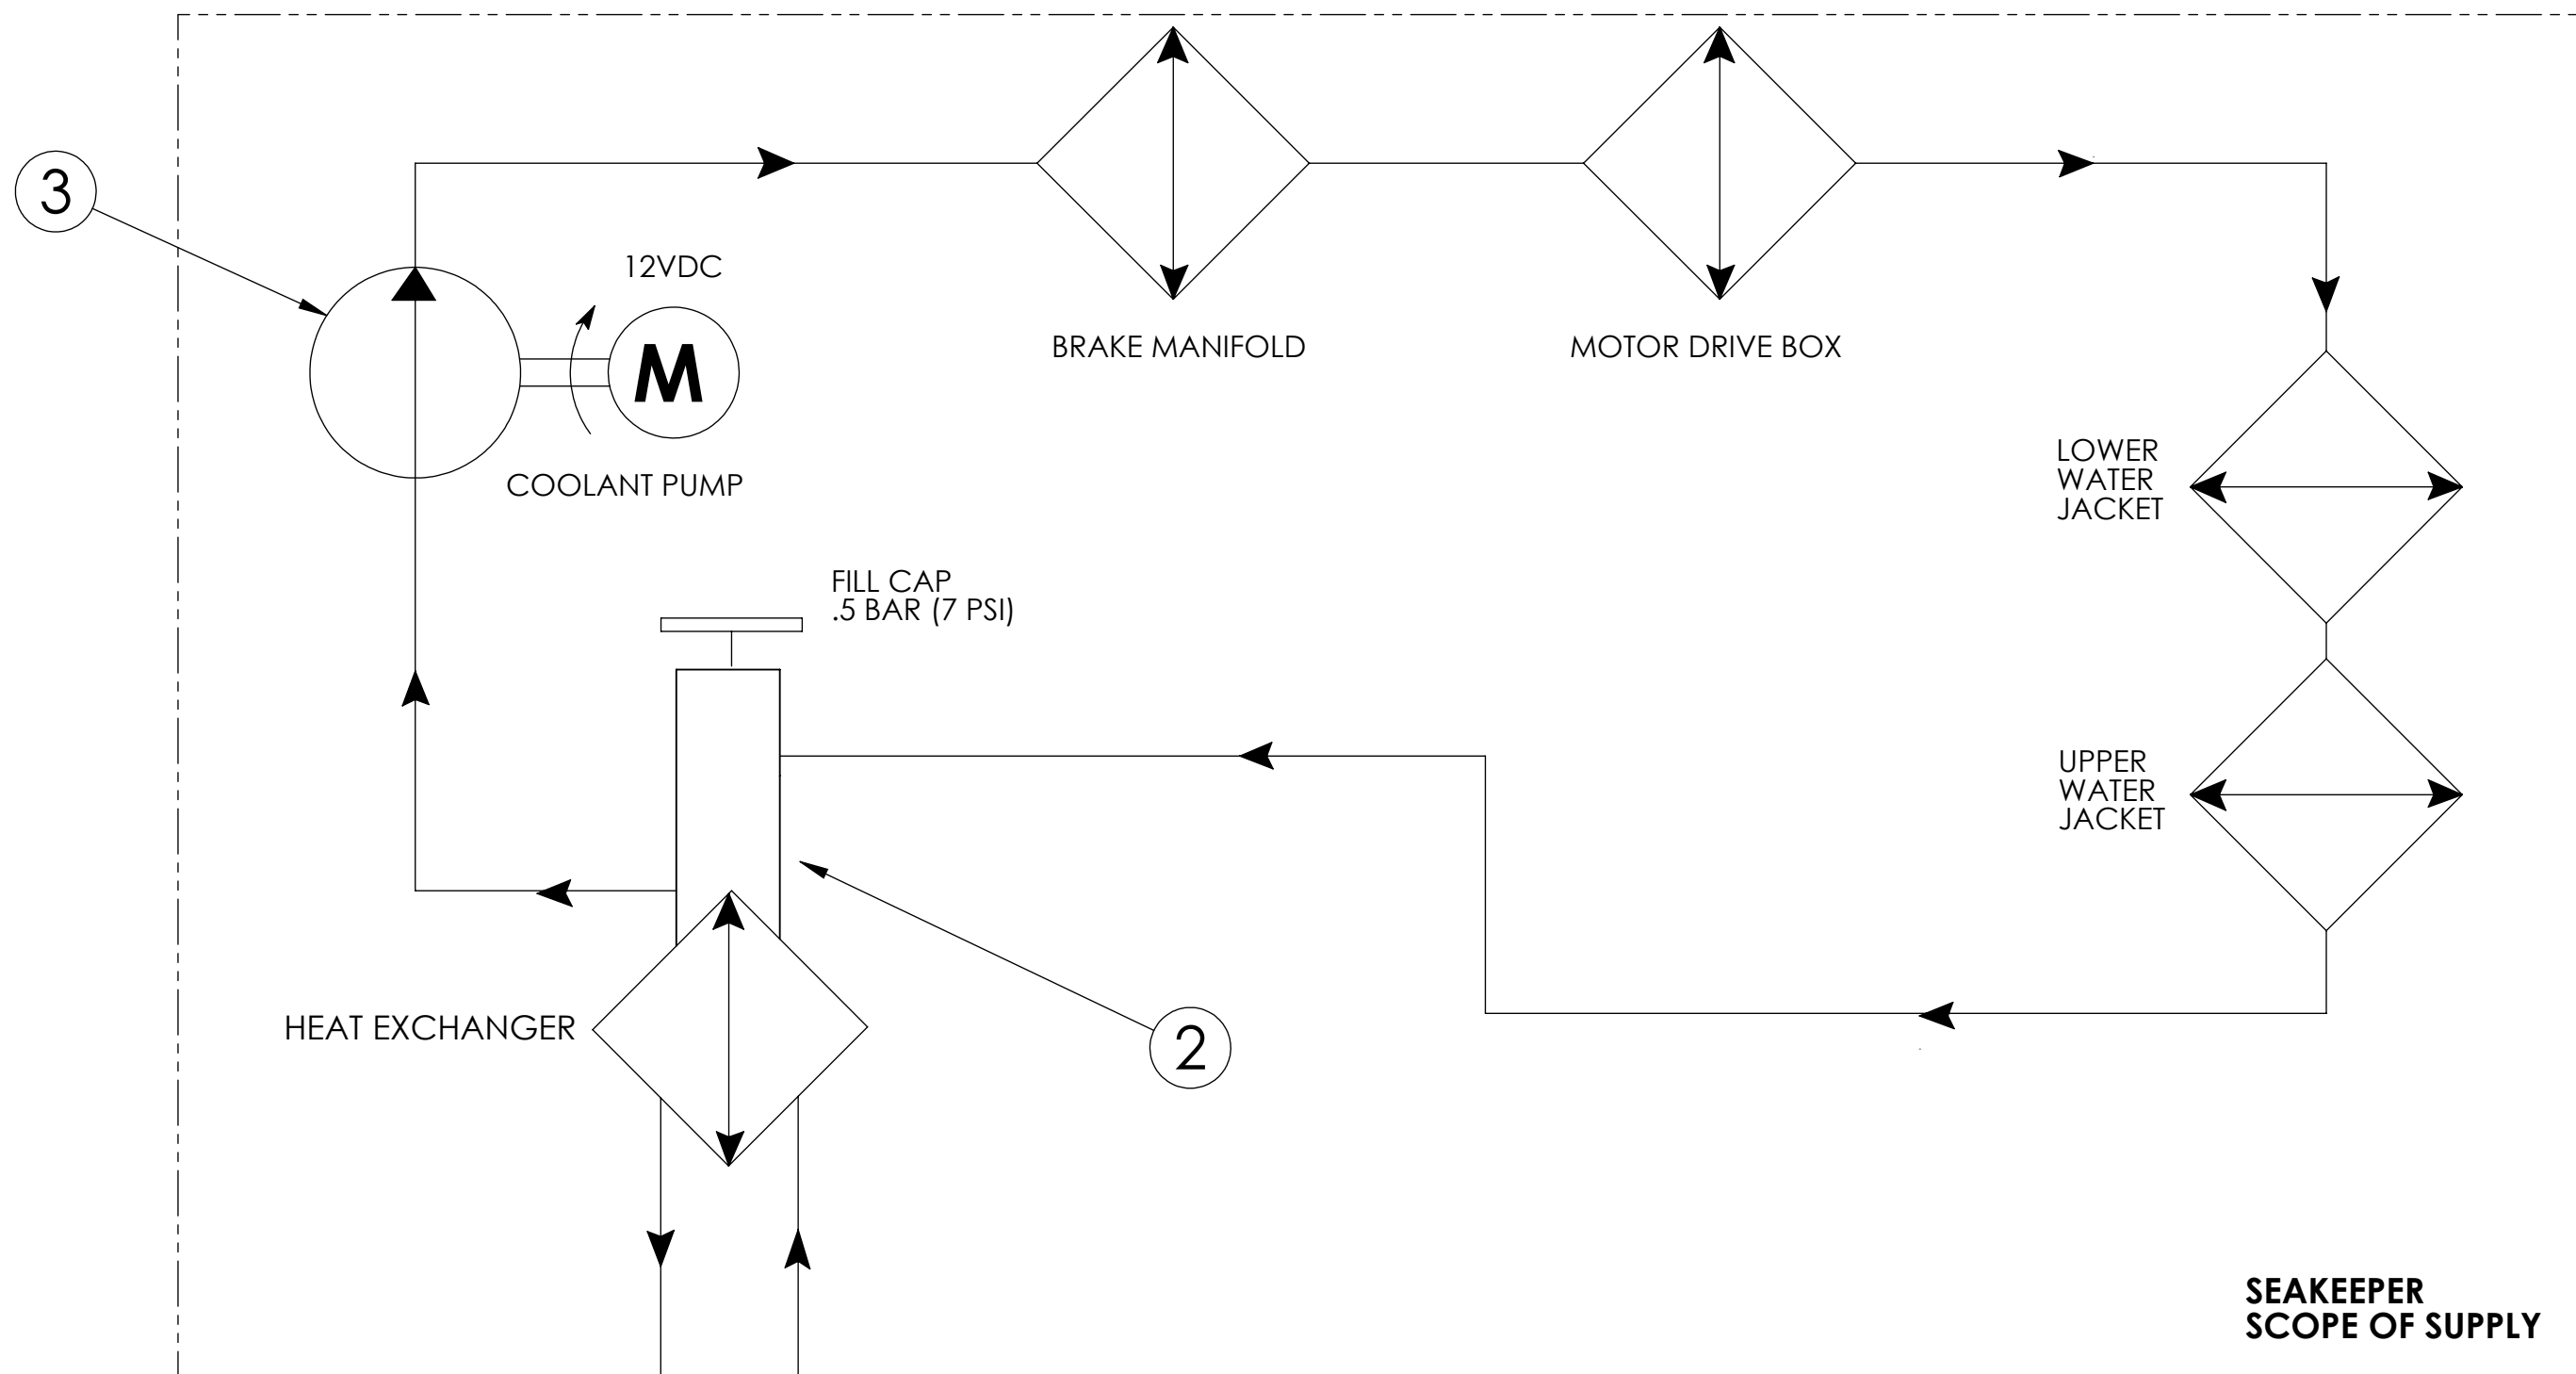 3
12VDC
M
COOLANT PUMP
BRAKE MANIFOLD
MOTOR DRIVE BOX
LOWER
WATER
JACKET
FILL CAP
.5 BAR (7 PSI)
UPPER
WATER
JACKET
HEAT EXCHANGER
2
SEAKEEPER
SCOPE OF SUPPLY